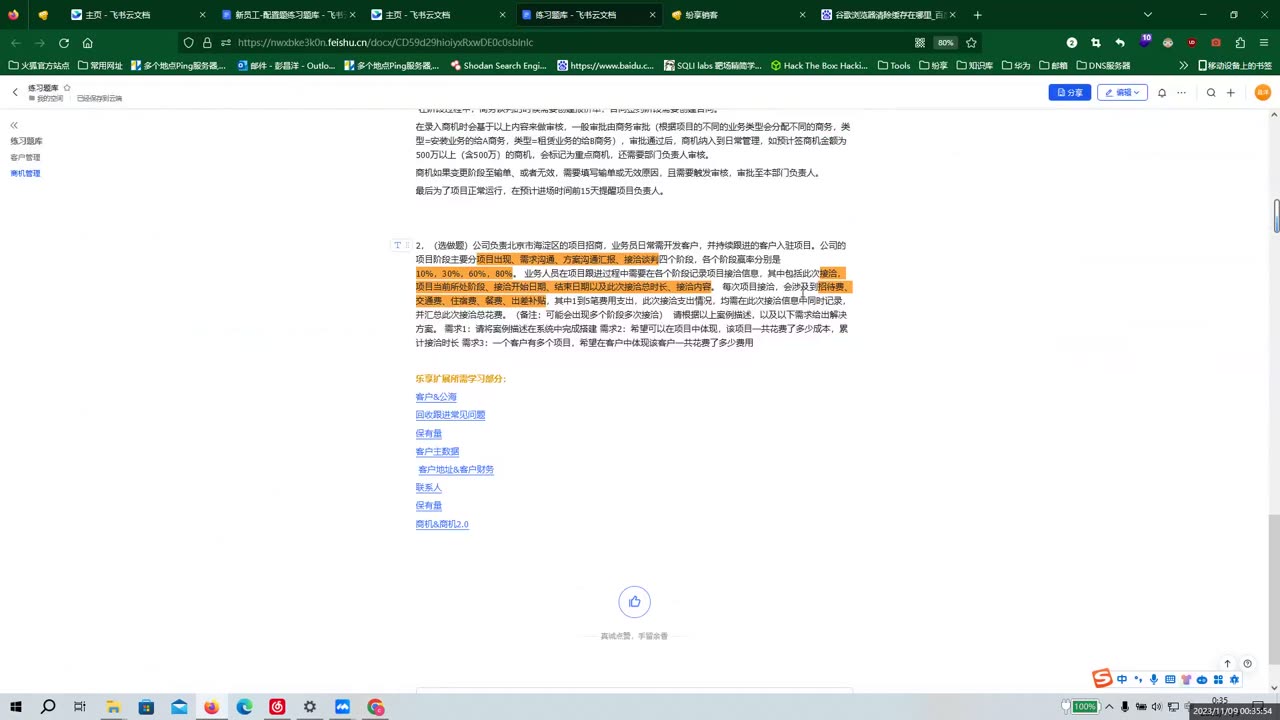 主页 - 飞书云文档
新员工-配置题练习题库 - 飞书
主页 - 飞书云文档
练习题库 - 飞书云文档
纷享销客
谷歌浏览器清除缓存在哪里_百
https://nwxbke3k0n.feishu.cn/docx/CD59d29hioiyxRxwDE0c0sblnIc
80%
火狐官方站点
常用网址
多个地点Ping服务器...
邮件 - 彭昌洋 - Outlo...
多个地点Ping服务器...
Shodan Search Engi...
https://www.baidu.c...
SQLI labs 靶场精简...
Hack The Box: Hacki...
Tools
纷享
知识库
华为
邮箱
DNS服务器
移动设备上的书签
练习题库
我的空间
已经保存到云端
分享
编辑
练习题库
客户管理
商机管理
在录入商机时会基于以上内容来做审核，一般审批由商务审批（根据项目的不同的业务类型会分配不同的商务，类
型=安装业务的给A商务，类型=租赁业务的给B商务），审批通过后，商机纳入到日常管理，如预计签商机金额为
500万以上（含500万）的商机，会标记为重点商机，还需要部门负责人审核。
商机如果变更阶段至输单、或者无效，需要填写输单或无效原因，且需要触发审核，审批至本部门负责人。
最后为了项目正常运行，在预计进场时间前15天提醒项目负责人。
2，（选做题）公司负责北京市海淀区的项目招商，业务员日常需开发客户，并持续跟进的客户入驻项目。公司的
项目阶段主要分项目出现、需求沟通、方案沟通汇报、接洽谈判四个阶段，各个阶段赢率分别是
10%，30%，60%，80%。 业务人员在项目跟进过程中需要在各个阶段记录项目接洽信息，其中包括此次接洽，
项目当前所处阶段、接洽开始日期、结束日期以及此次接洽总时长、接洽内容。 每次项目接洽，会涉及到招待费、
交通费、住宿费、餐费、出差补贴，其中1到5笔费用支出，此次接洽支出情况，均需在此次接洽信息中同时记录，
并汇总此次接洽总花费。（备注：可能会出现多个阶段多次接洽） 请根据以上案例描述，以及以下需求给出解决
方案。 需求1：请将案例描述在系统中完成搭建 需求2：希望可以在项目中体现，该项目一共花费了多少成本，累
计接洽时长 需求3：一个客户有多个项目，希望在客户中体现该客户一共花费了多少费用
乐享扩展所需学习部分：
客户&公海
回收跟进常见问题
保有量
客户主数据
客户地址&客户财务
联系人
保有量
商机&商机2.0
真诚点赞，手留余香
中
100%
0:35
2023/11/09 00:35:54